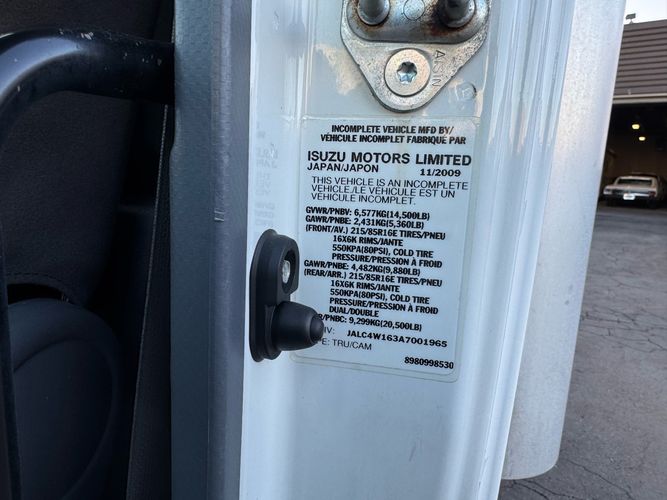 INCOMPLETE VEHICLE MFD BY/
VÉHICULE INCOMPLET FABRIQUÉ PAR
ISUZU MOTORS LIMITED
JAPAN/JAPON 11/2009
THIS VEHICLE IS AN INCOMPLETE
VEHICLE/LE VÉHICULE EST UN
VÉHICULE INCOMPLET.
GVWR/PNBV: 6,577KG(14,500LB)
GAWR/PNBE: 2,431KG(5,360LB)
(FRONT/AV.) 215/85R16E TIRES/PNEU
16X6K RIMS/JANTE
550KPA(80PSI), COLD TIRE
PRESSURE/PRESSION À FROID
GAWR/PNBE: 4,482KG(9,880LB)
(REAR/ARR.) 215/85R16E TIRES/PNEU
16X6K RIMS/JANTE
550KPA(80PSI), COLD TIRE
PRESSURE/PRESSION À FROID
DUAL/DOUBLE
R/PNBC: 9,299KG(20,500LB)
IV: JALC4W163A7001965
E: TRU/CAM
8980998530